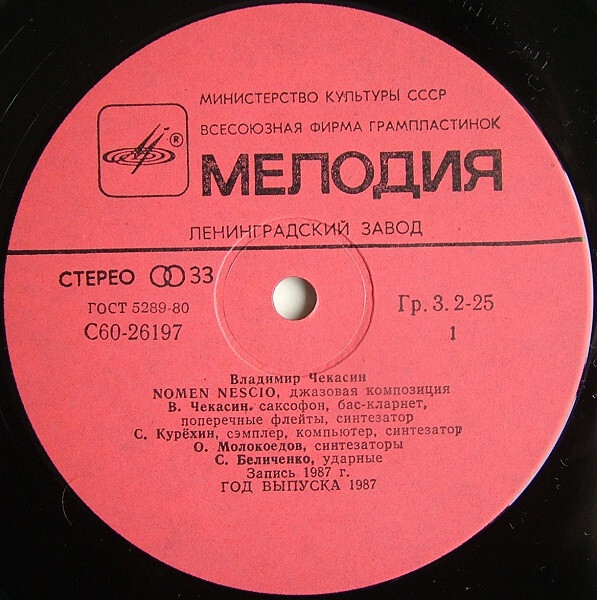 МИНИСТЕРСТВО КУЛЬТУРЫ СССР
ВСЕСОЮЗНАЯ ФИРМА ГРАМПЛАСТИНОК
®
МЕЛОДИЯ
ЛЕНИНГРАДСКИЙ ЗАВОД
СТЕРЕО 33
ГОСТ 5289-80
Гр. 3. 2-25
С60-26197
1
Владимир Чекасин
NOMEN NESCIO, джазовая композиция
В. Чекасин, саксофон, бас-кларнет,
поперечные флейты, синтезатор
С. Курёхин, сэмплер, компьютер, синтезатор
О. Молокоедов, синтезаторы
С. Беличенко, ударные
Запись 1987 г.
ГОД ВЫПУСКА 1987